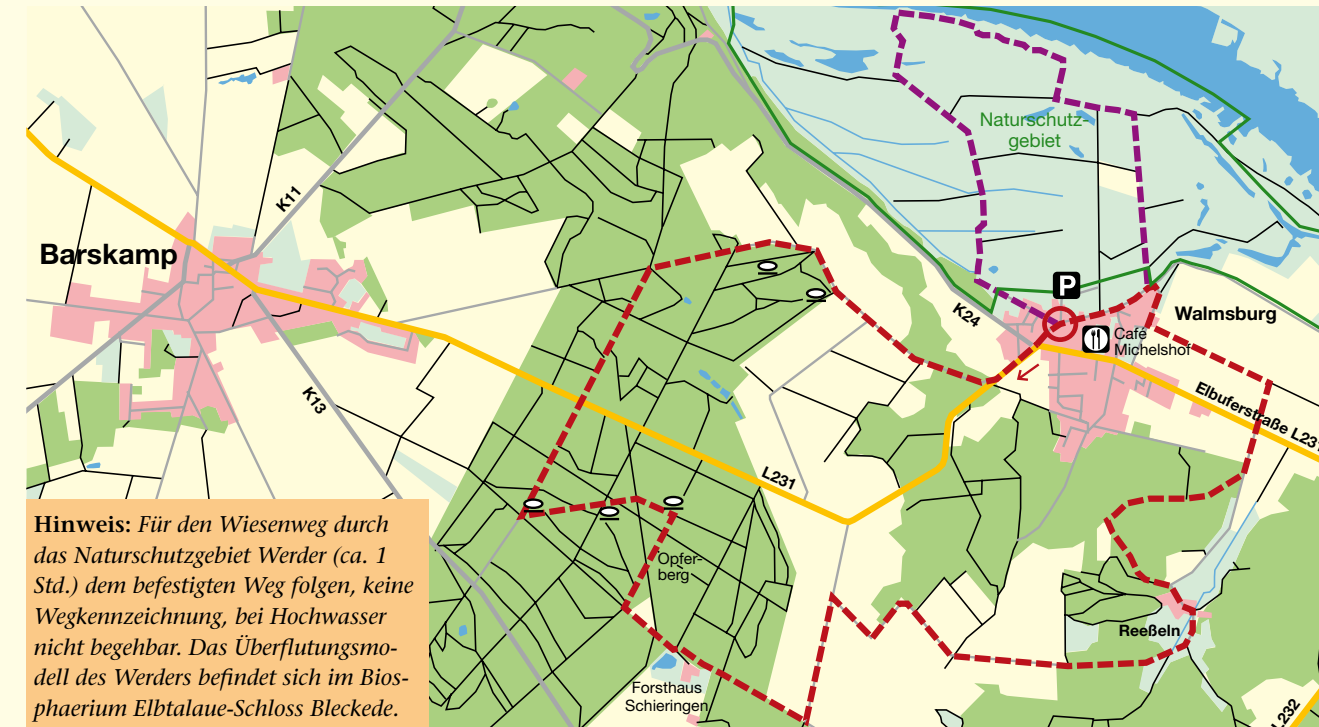 Naturschutz-
gebiet
K11
Barskamp
P
K24
Walmsburg
Café
Michelshof
K13
Elbuferstraße L231
L231
Hinweis: Für den Wiesenweg durch
das Naturschutzgebiet Werder (ca. 1
Std.) dem befestigten Weg folgen, keine
Wegkennzeichnung, bei Hochwasser
nicht begehbar. Das Überflutungsmo-
dell des Werders befindet sich im Bios-
phaerium Elbtalaue-Schloss Bleckede.
Opfer-
berg
Reeßeln
Forsthaus
Schieringen
L232